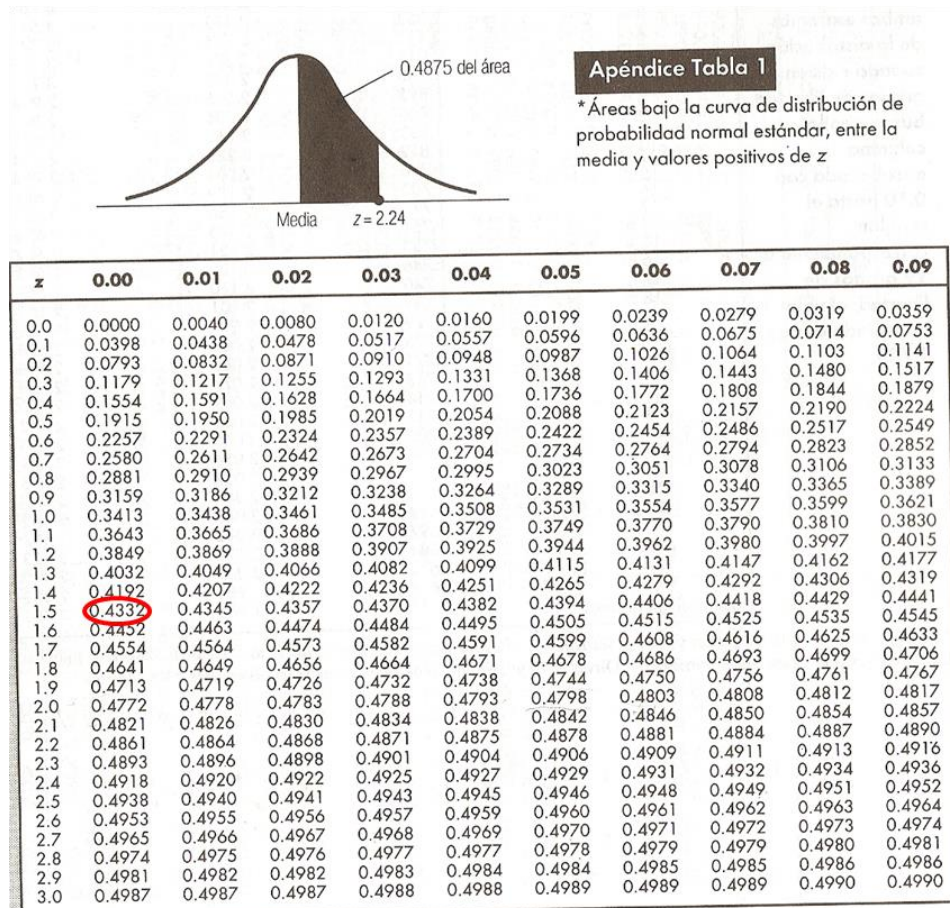 0.4875 del área
Media
z = 2.24
Apéndice Tabla 1
*Áreas bajo la curva de distribución de
probabilidad normal estándar, entre la
media y valores positivos de z
z 0.00 0.01 0.02 0.03 0.04 0.05 0.06 0.07 0.08 0.09
0.0 0.0000 0.0040 0.0080 0.0120 0.0160 0.0199 0.0239 0.0279 0.0319 0.0359
0.1 0.0398 0.0438 0.0478 0.0517 0.0557 0.0596 0.0636 0.0675 0.0714 0.0753
0.2 0.0793 0.0832 0.0871 0.0910 0.0948 0.0987 0.1026 0.1064 0.1103 0.1141
0.3 0.1179 0.1217 0.1255 0.1293 0.1331 0.1368 0.1406 0.1443 0.1480 0.1517
0.4 0.1554 0.1591 0.1628 0.1664 0.1700 0.1736 0.1772 0.1808 0.1844 0.1879
0.5 0.1915 0.1950 0.1985 0.2019 0.2054 0.2088 0.2123 0.2157 0.2190 0.2224
0.6 0.2257 0.2291 0.2324 0.2357 0.2389 0.2422 0.2454 0.2486 0.2517 0.2549
0.7 0.2580 0.2611 0.2642 0.2673 0.2704 0.2734 0.2764 0.2794 0.2823 0.2852
0.8 0.2881 0.2910 0.2939 0.2967 0.2995 0.3023 0.3051 0.3078 0.3106 0.3133
0.9 0.3159 0.3186 0.3212 0.3238 0.3264 0.3289 0.3315 0.3340 0.3365 0.3389
1.0 0.3413 0.3438 0.3461 0.3485 0.3508 0.3531 0.3554 0.3577 0.3599 0.3621
1.1 0.3643 0.3665 0.3686 0.3708 0.3729 0.3749 0.3770 0.3790 0.3810 0.3830
1.2 0.3849 0.3869 0.3888 0.3907 0.3925 0.3944 0.3962 0.3980 0.3997 0.4015
1.3 0.4032 0.4049 0.4066 0.4082 0.4099 0.4115 0.4131 0.4147 0.4162 0.4177
1.4 0.4192 0.4207 0.4222 0.4236 0.4251 0.4265 0.4279 0.4292 0.4306 0.4319
1.5 0.4332 0.4345 0.4357 0.4370 0.4382 0.4394 0.4406 0.4418 0.4429 0.4441
1.6 0.4452 0.4463 0.4474 0.4484 0.4495 0.4505 0.4515 0.4525 0.4535 0.4545
1.7 0.4554 0.4564 0.4573 0.4582 0.4591 0.4599 0.4608 0.4616 0.4625 0.4633
1.8 0.4641 0.4649 0.4656 0.4664 0.4671 0.4678 0.4686 0.4693 0.4699 0.4706
1.9 0.4713 0.4719 0.4726 0.4732 0.4738 0.4744 0.4750 0.4756 0.4761 0.4767
2.0 0.4772 0.4778 0.4783 0.4788 0.4793 0.4798 0.4803 0.4808 0.4812 0.4817
2.1 0.4821 0.4826 0.4830 0.4834 0.4838 0.4842 0.4846 0.4850 0.4854 0.4857
2.2 0.4861 0.4864 0.4868 0.4871 0.4875 0.4878 0.4881 0.4884 0.4887 0.4890
2.3 0.4893 0.4896 0.4898 0.4901 0.4904 0.4906 0.4909 0.4911 0.4913 0.4916
2.4 0.4918 0.4920 0.4922 0.4925 0.4927 0.4929 0.4931 0.4932 0.4934 0.4936
2.5 0.4938 0.4940 0.4941 0.4943 0.4945 0.4946 0.4948 0.4949 0.4951 0.4952
2.6 0.4953 0.4955 0.4956 0.4957 0.4959 0.4960 0.4961 0.4962 0.4963 0.4964
2.7 0.4965 0.4966 0.4967 0.4968 0.4969 0.4970 0.4971 0.4972 0.4973 0.4974
2.8 0.4974 0.4975 0.4976 0.4977 0.4977 0.4978 0.4979 0.4979 0.4980 0.4981
2.9 0.4981 0.4982 0.4982 0.4983 0.4984 0.4984 0.4985 0.4985 0.4986 0.4986
3.0 0.4987 0.4987 0.4987 0.4988 0.4988 0.4989 0.4989 0.4989 0.4990 0.4990